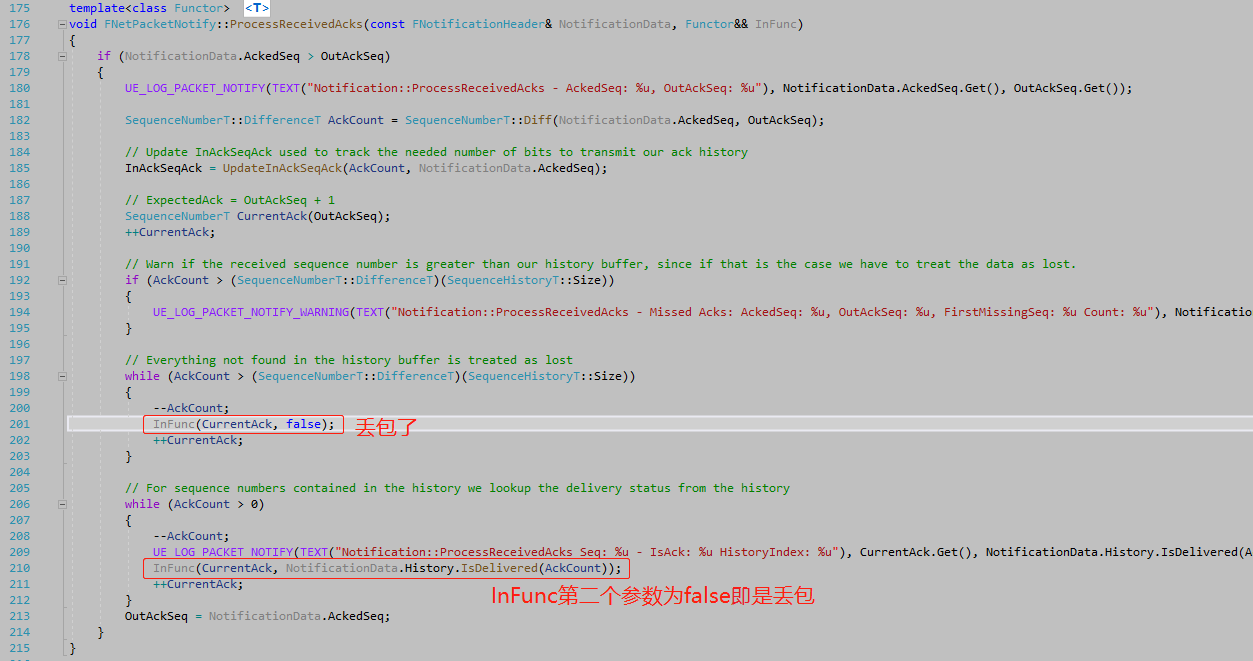 175 template<class Functor> <T>
176 void FNetPacketNotify::ProcessReceivedAcks(const FNotificationHeader& NotificationData, Functor&& InFunc)
177 {
178 if (NotificationData.AckedSeq > OutAckSeq)
179 {
180 UE_LOG_PACKET_NOTIFY(TEXT("Notification::ProcessReceivedAcks - AckedSeq: %u, OutAckSeq: %u"), NotificationData.AckedSeq.Get(), OutAckSeq.Get());
181
182 SequenceNumberT::DifferenceT AckCount = SequenceNumberT::Diff(NotificationData.AckedSeq, OutAckSeq);
183
184 // Update InAckSeqAck used to track the needed number of bits to transmit our ack history
185 InAckSeqAck = UpdateInAckSeqAck(AckCount, NotificationData.AckedSeq);
186
187 // ExpectedAck = OutAckSeq + 1
188 SequenceNumberT CurrentAck(OutAckSeq);
189 ++CurrentAck;
190
191 // Warn if the received sequence number is greater than our history buffer, since if that is the case we have to treat the data as lost.
192 if (AckCount > (SequenceNumberT::DifferenceT)(SequenceHistoryT::Size))
193 {
194 UE_LOG_PACKET_NOTIFY_WARNING(TEXT("Notification::ProcessReceivedAcks - Missed Acks: AckedSeq: %u, OutAckSeq: %u, FirstMissingSeq: %u Count: %u"), Notificatio
195 }
196
197 // Everything not found in the history buffer is treated as lost
198 while (AckCount > (SequenceNumberT::DifferenceT)(SequenceHistoryT::Size))
199 {
200 --AckCount;
201 InFunc(CurrentAck, false); 丢包了
202 ++CurrentAck;
203 }
204
205 // For sequence numbers contained in the history we lookup the delivery status from the history
206 while (AckCount > 0)
207 {
208 --AckCount;
209 UE_LOG_PACKET_NOTIFY(TEXT("Notification::ProcessReceivedAcks Seq: %u - IsAck: %u HistoryIndex: %u"), CurrentAck.Get(), NotificationData.History.IsDelivered(A
210 InFunc(CurrentAck, NotificationData.History.IsDelivered(AckCount));
211 ++CurrentAck;
InFunc第二个参数为false即是丢包
212 }
213 OutAckSeq = NotificationData.AckedSeq;
214 }
215 }